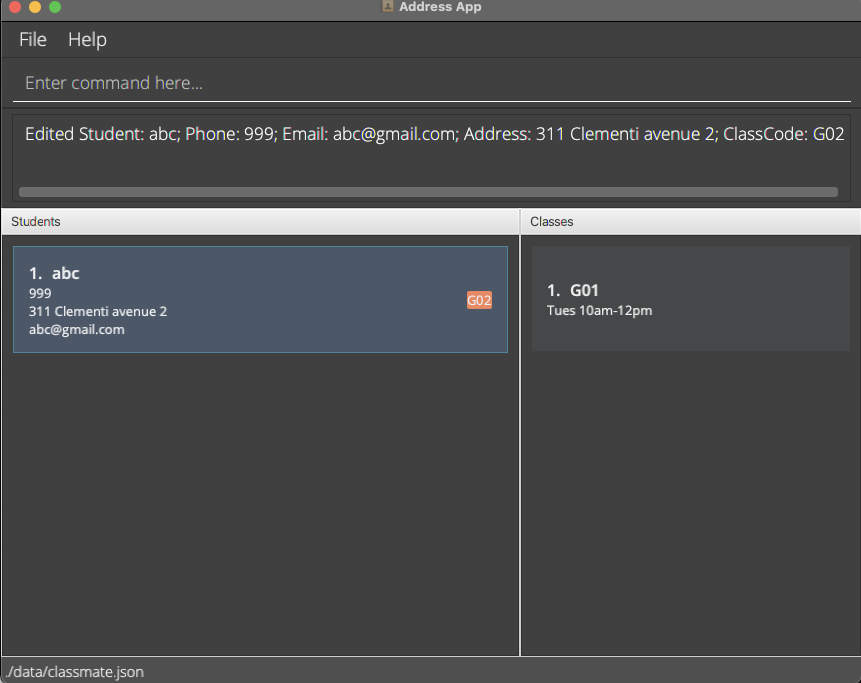 Address App
File Help
Enter command here...
Edited Student: abc; Phone: 999; Email: abc@gmail.com; Address: 311 Clementi avenue 2; ClassCode: G02
Students
Classes
1. abc
999
311 Clementi avenue 2
abc@gmail.com
G02
1. G01
Tues 10am-12pm
./data/classmate.json